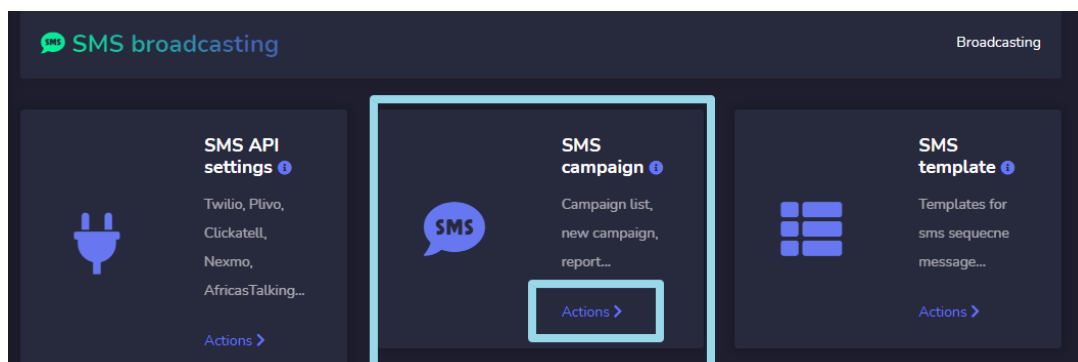 SMS SMS broadcasting
Broadcasting
SMS API
settings
Twilio, Plivo,
Clickatell,
Nexmo,
AfricasTalking...
Actions
SMS
SMS
campaign
Campaign list,
new campaign,
report...
Actions
SMS
template
Templates for
sms sequecne
message...
Actions